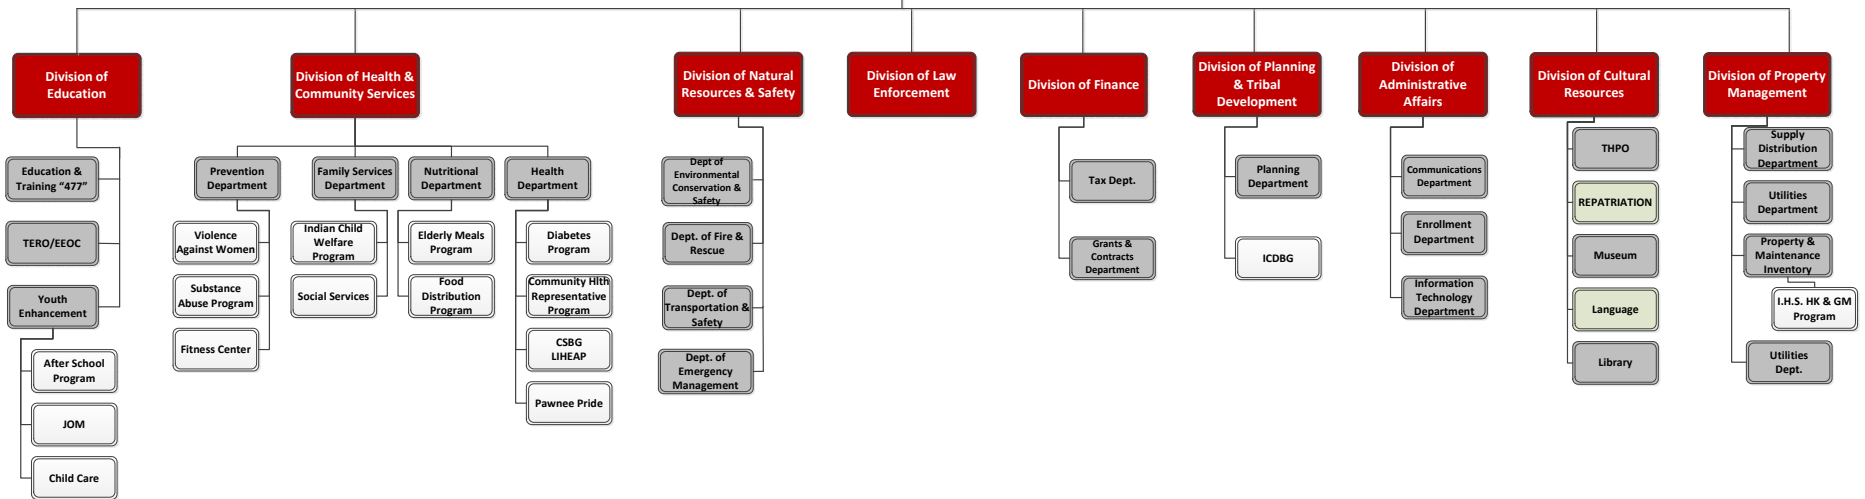 Division of
Education
Division of Health &
Community Services
Division of Natural
Resources & Safety
Division of Law
Enforcement
Division of Finance
Division of Planning
& Tribal
Development
Division of
Administrative
Affairs
Division of Cultural
Resources
Division of Property
Management
Education &
Training “477”
TERO/EEOC
Youth
Enhancement
After School
Program
JOM
Child Care
Prevention
Department
Violence
Against Women
Substance
Abuse Program
Fitness Center
Family Services
Department
Indian Child
Welfare
Program
Social Services
Nutritional
Department
Elderly Meals
Program
Food
Distribution
Program
Health
Department
Diabetes
Program
Community Hlth
Representative
Program
CSBG
LIHEAP
Pawnee Pride
Dept of
Environmental
Conservation &
Safety
Dept. of Fire &
Rescue
Dept. of
Transportation &
Safety
Dept. of
Emergency
Management
Tax Dept.
Grants &
Contracts
Department
Planning
Department
ICDBG
Communications
Department
Enrollment
Department
Information
Technology
Department
THPO
REPATRIATION
Museum
Language
Library
Supply
Distribution
Department
Utilities
Department
Property &
Maintenance
Inventory
I.H.S. HK & GM
Program
Utilities
Dept.